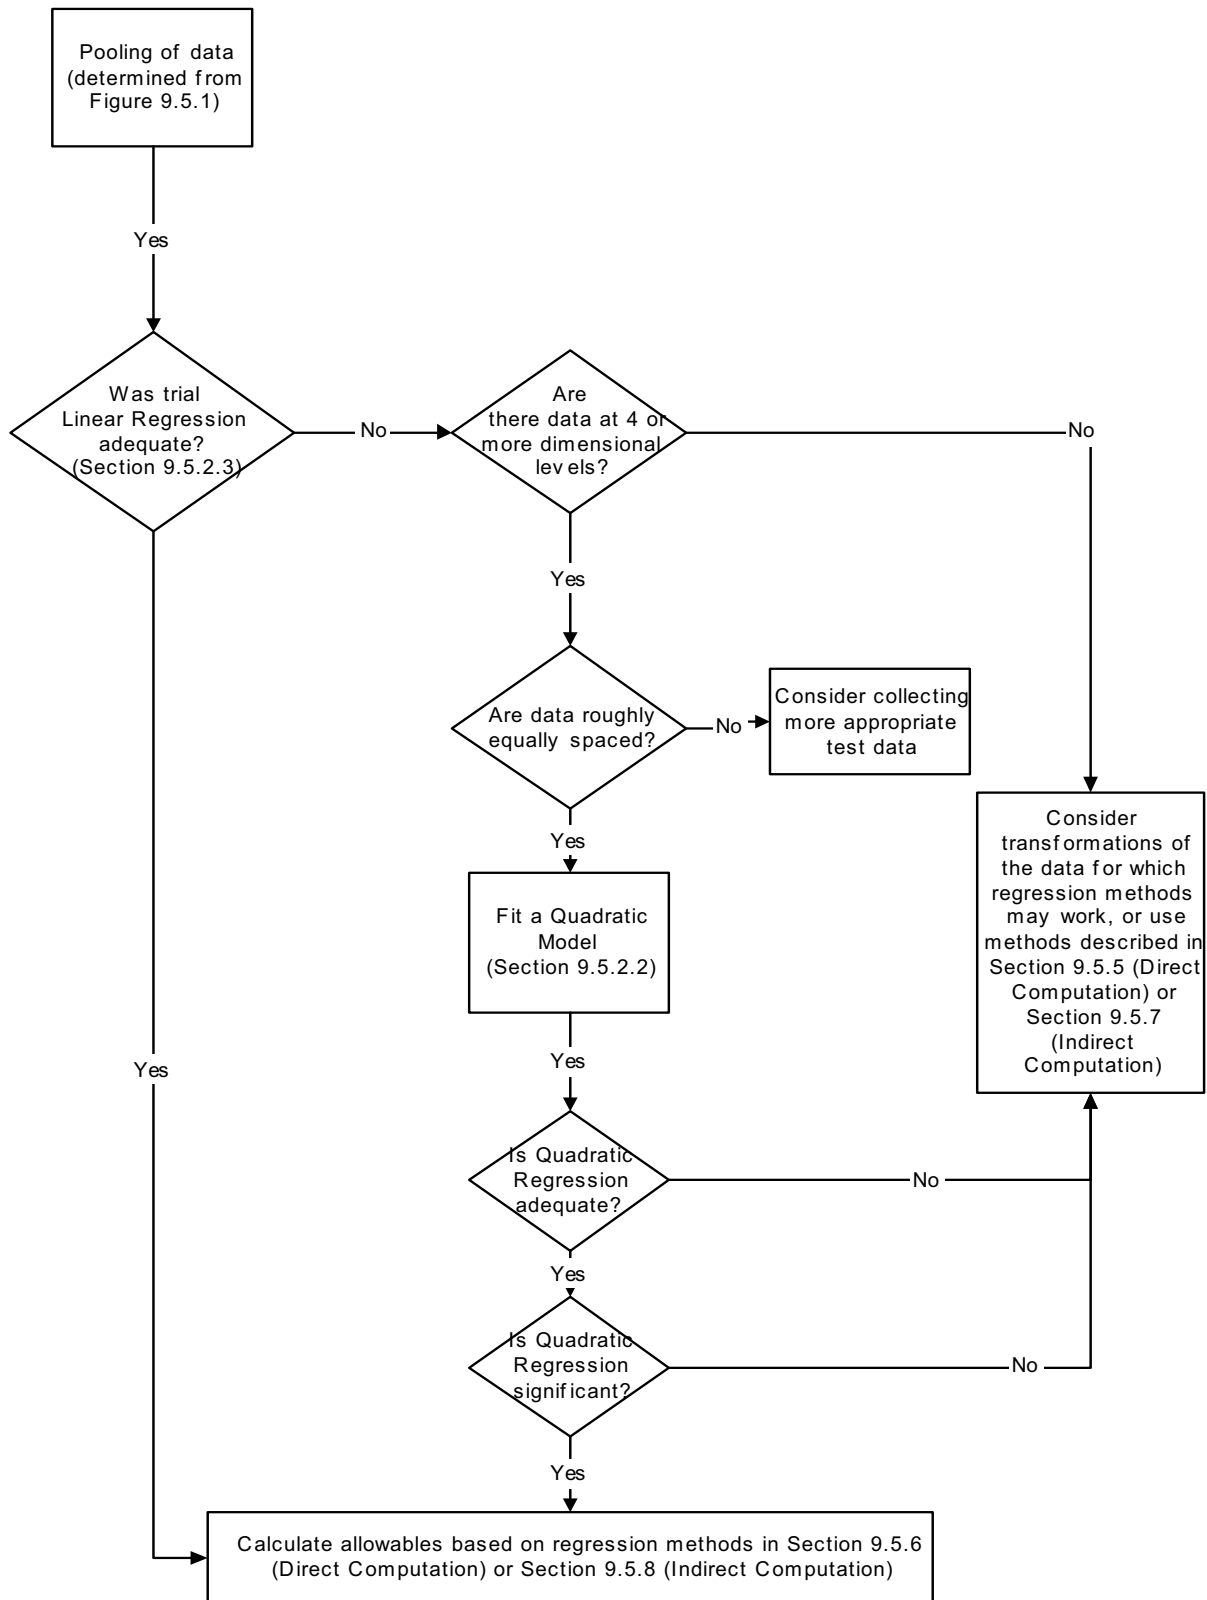 Pooling of data
(determined from
Figure 9.5.1)
Yes
Was trial
Linear Regression
adequate?
(Section 9.5.2.3)
No
Are
there data at 4 or
more dimensional
levels?
No
Yes
Are data roughly
equally spaced?
No
Consider collecting
more appropriate
test data
Yes
Consider
transformations of
the data for which
regression methods
may work, or use
methods described in
Section 9.5.5 (Direct
Computation) or
Section 9.5.7
(Indirect
Computation)
Fit a Quadratic
Model
(Section 9.5.2.2)
Yes
Yes
Is Quadratic
Regression
adequate?
No
Yes
Is Quadratic
Regression
significant?
No
Yes
Calculate allowables based on regression methods in Section 9.5.6
(Direct Computation) or Section 9.5.8 (Indirect Computation)